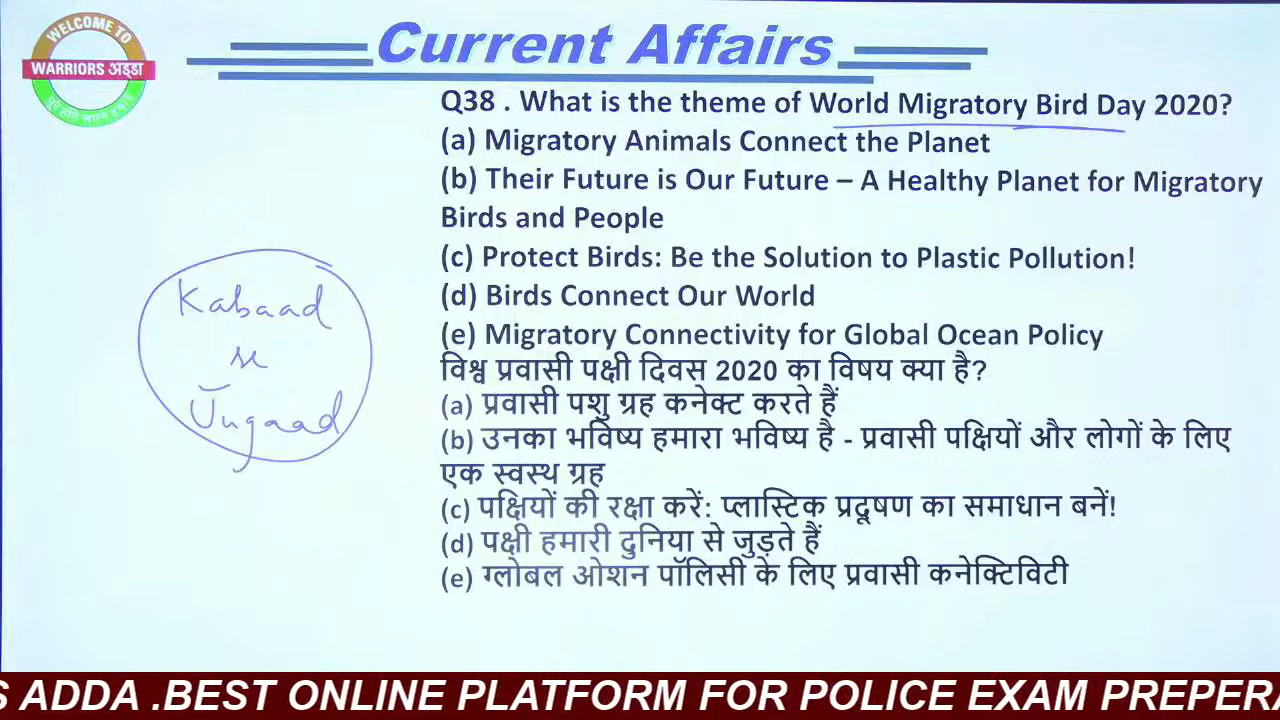 WELCOME TO
WARRIORS अड्डा
Current Affairs
Q38 . What is the theme of World Migratory Bird Day 2020?
(a) Migratory Animals Connect the Planet
(b) Their Future is Our Future – A Healthy Planet for Migratory
Birds and People
(c) Protect Birds: Be the Solution to Plastic Pollution!
(d) Birds Connect Our World
(e) Migratory Connectivity for Global Ocean Policy
विश्व प्रवासी पक्षी दिवस 2020 का विषय क्या है?
(a) प्रवासी पशु ग्रह कनेक्ट करते हैं
(b) उनका भविष्य हमारा भविष्य है - प्रवासी पक्षियों और लोगों के लिए
एक स्वस्थ ग्रह
(c) पक्षियों की रक्षा करें: प्लास्टिक प्रदूषण का समाधान बनें!
(d) पक्षी हमारी दुनिया से जुड़ते हैं
(e) ग्लोबल ओशन पॉलिसी के लिए प्रवासी कनेक्टिविटी
Kabaad
se
Jugaad
S ADDA .BEST ONLINE PLATFORM FOR POLICE EXAM PREPERA